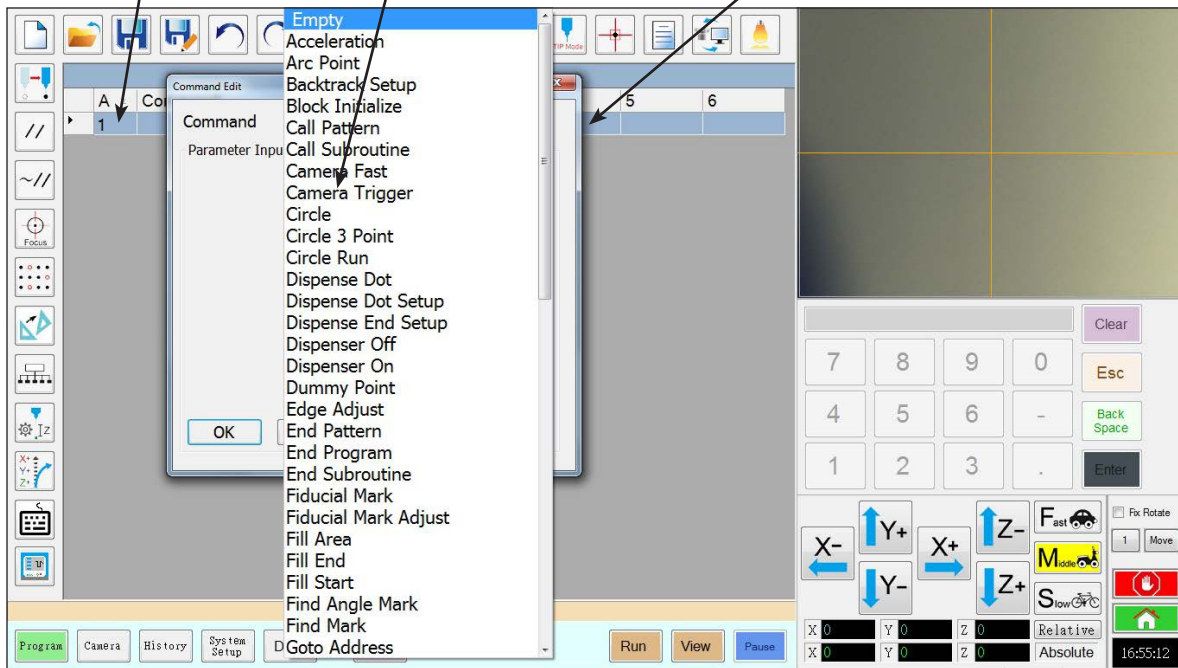 TIP Mode
Command Edit
A Co 5 6
1
Command
Parameter Inpu
OK
Empty
Acceleration
Arc Point
Backtrack Setup
Block Initialize
Call Pattern
Call Subroutine
Camera Fast
Camera Trigger
Circle
Circle 3 Point
Circle Run
Dispense Dot
Dispense Dot Setup
Dispense End Setup
Dispenser Off
Dispenser On
Dummy Point
Edge Adjust
End Pattern
End Program
End Subroutine
Fiducial Mark
Fiducial Mark Adjust
Fill Area
Fill End
Fill Start
Find Angle Mark
Find Mark
Goto Address
//
~//
Focus
Z
X+
Y+
Z+
Clear
7 8 9 0 Esc
4 5 6 - Back Space
1 2 3 . Enter
X- Y+ X+ Z- Fast
Y- Z+ Middle
Slow
Fix Rotate
1 Move
X 0 Y 0 Z 0 Relative
X 0 Y 0 Z 0 Absolute
16:55:12
Program Camera History System Setup D Run View Pause